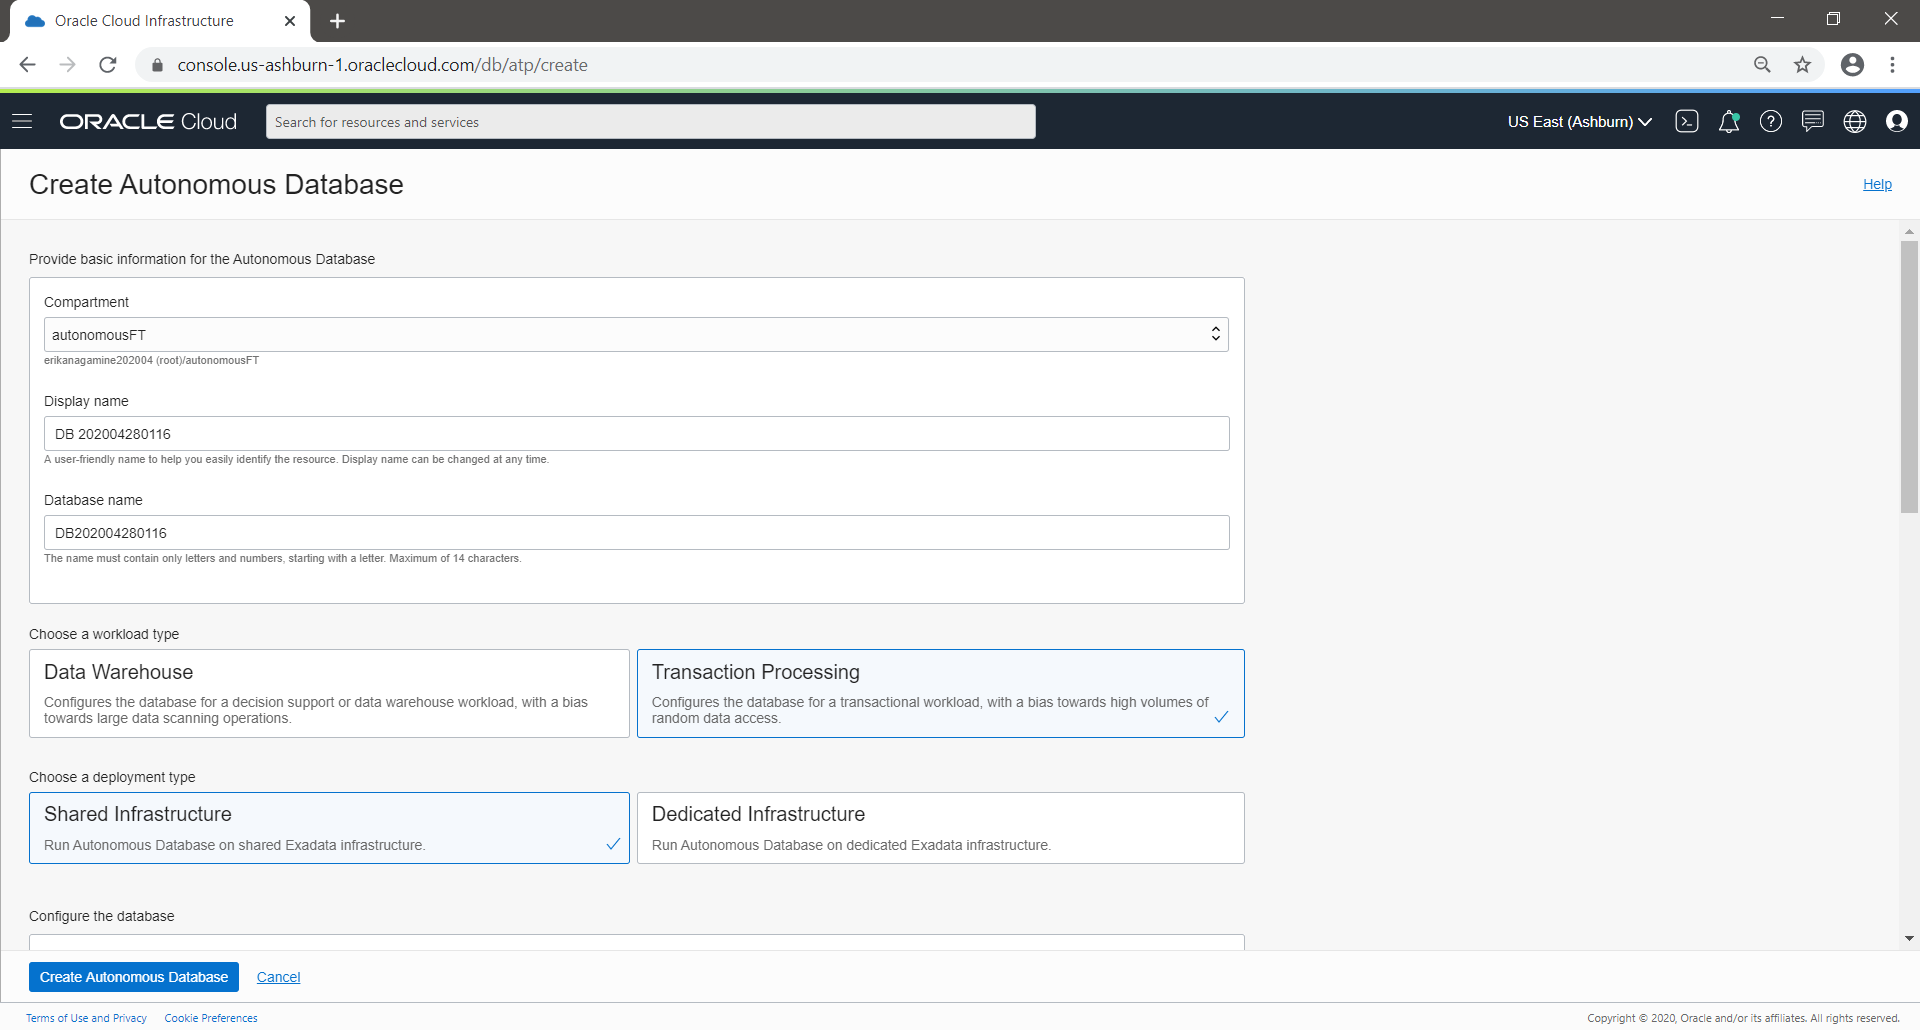 Oracle Cloud Infrastructure
console.us-ashburn-1.oraclecloud.com/db/atp/create
ORACLE Cloud
Search for resources and services
US East (Ashburn)
Create Autonomous Database
Help
Provide basic information for the Autonomous Database
Compartment
autonomousFT
erikanagamine202004 (root)/autonomousFT
Display name
DB 202004280116
A user-friendly name to help you easily identify the resource. Display name can be changed at any time.
Database name
DB202004280116
The name must contain only letters and numbers, starting with a letter. Maximum of 14 characters.
Choose a workload type
Data Warehouse
Configures the database for a decision support or data warehouse workload, with a bias
towards large data scanning operations.
Transaction Processing
Configures the database for a transactional workload, with a bias towards high volumes of
random data access.
Choose a deployment type
Shared Infrastructure
Run Autonomous Database on shared Exadata infrastructure.
Dedicated Infrastructure
Run Autonomous Database on dedicated Exadata infrastructure.
Configure the database
Create Autonomous Database
Cancel
Terms of Use and Privacy
Cookie Preferences
Copyright © 2020, Oracle and/or its affiliates. All rights reserved.